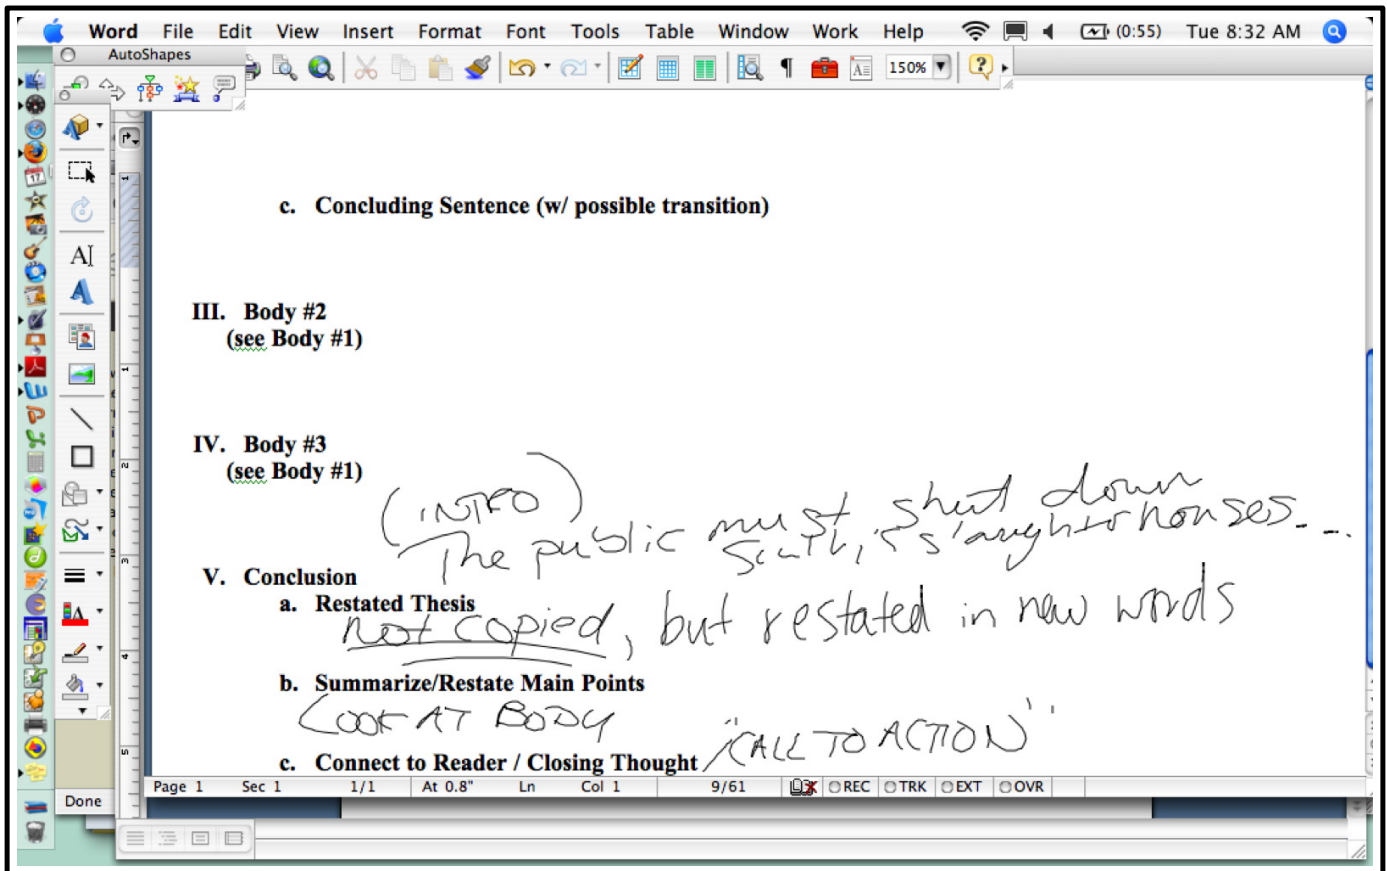 Word File Edit View Insert Format Font Tools Table Window Work Help (0:55) Tue 8:32 AM
AutoShapes
150%
c. Concluding Sentence (w/ possible transition)
III. Body #2
(see Body #1)
IV. Body #3
(see Body #1)
(INTRO)
The public must shut down
slaughterhouses...
V. Conclusion
a. Restated Thesis
not copied, but restated in new words
b. Summarize/Restate Main Points
LOOK AT BODY
"CALL TO ACTION"
c. Connect to Reader / Closing Thought
Page 1 Sec 1 1/1 At 0.8" Ln Col 1 9/61 REC TRK EXT OVR
Done